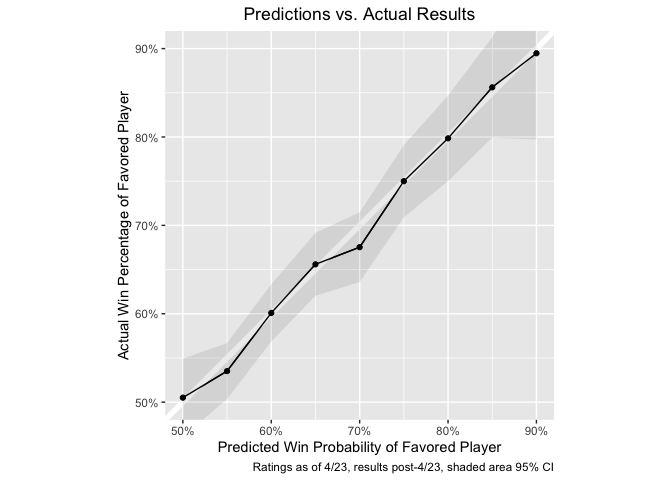 Predictions vs. Actual Results
Actual Win Percentage of Favored Player
90%
80%
70%
60%
50%
50%
60%
70%
80%
90%
Predicted Win Probability of Favored Player
Ratings as of 4/23, results post-4/23, shaded area 95% CI